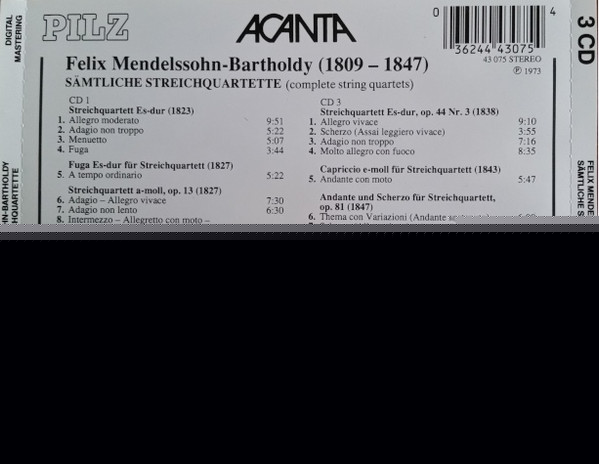 DIGITAL
MASTERING
PILZ
ACANTA
0
36244 43075
4
43 075 STEREO
℗ 1973
3 CD
Felix Mendelssohn-Bartholdy (1809 – 1847)
SÄMTLICHE STREICHQUARTETTE (complete string quartets)
CD 1
Streichquartett Es-dur (1823)
1. Allegro moderato 9:51
2. Adagio non troppo 5:22
3. Menuetto 5:07
4. Fuga 3:44
Fuga Es-dur für Streichquartett (1827)
5. A tempo ordinario 5:22
Streichquartett a-moll, op. 13 (1827)
6. Adagio – Allegro vivace 7:30
7. Adagio non lento 6:30
8. Intermezzo – Allegretto con moto –
CD 3
Streichquartett Es-dur, op. 44 Nr. 3 (1838)
1. Allegro vivace 9:10
2. Scherzo (Assai leggiero vivace) 3:55
3. Adagio non troppo 7:16
4. Molto allegro con fuoco 8:35
Capriccio e-moll für Streichquartett (1843)
5. Andante con moto 5:47
Andante und Scherzo für Streichquartett,
op. 81 (1847)
6. Thema con Variazioni (Andante
N-BARTHOLDY
HQUARTETTE
FELIX MENDE
SÄMTLICHE S